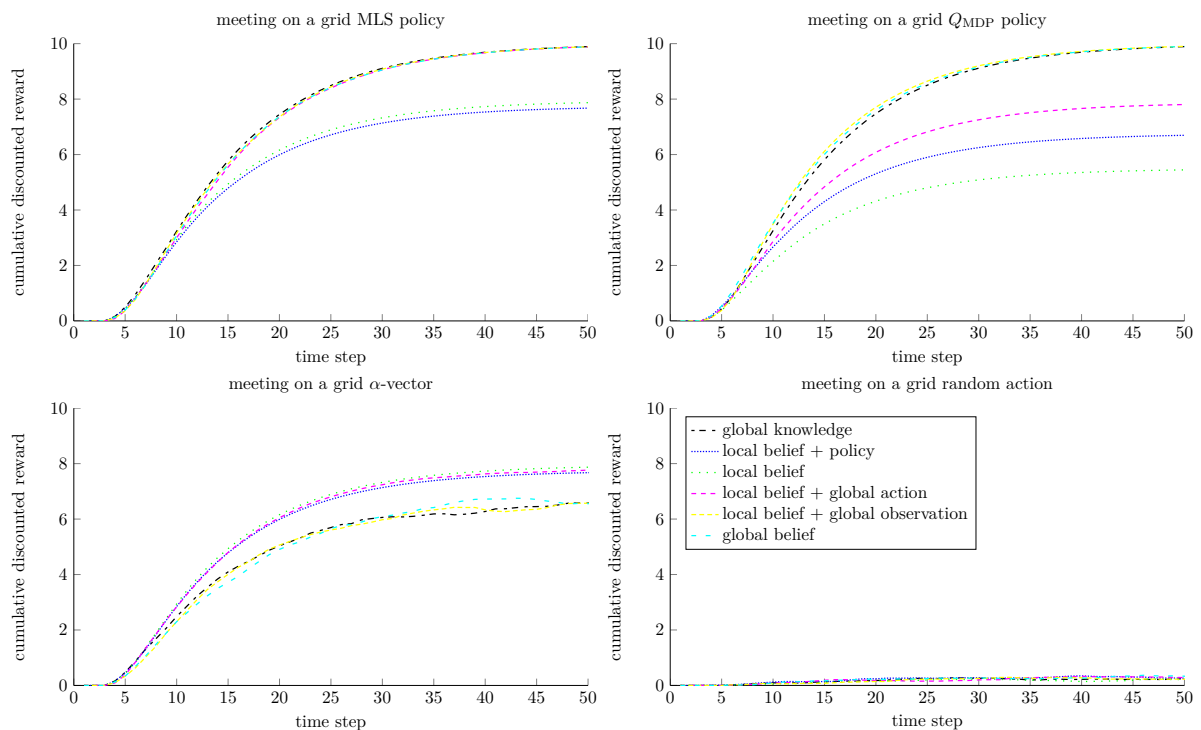 meeting on a grid MLS policy
10
8
6
4
2
0
cumulative discounted reward
0 5 10 15 20 25 30 35 40 45 50
time step
meeting on a grid QMDP policy
10
8
6
4
2
0
cumulative discounted reward
0 5 10 15 20 25 30 35 40 45 50
time step
meeting on a grid α-vector
10
8
6
4
2
0
cumulative discounted reward
0 5 10 15 20 25 30 35 40 45 50
time step
meeting on a grid random action
10
8
6
4
2
0
cumulative discounted reward
global knowledge
local belief + policy
local belief
local belief + global action
local belief + global observation
global belief
0 5 10 15 20 25 30 35 40 45 50
time step